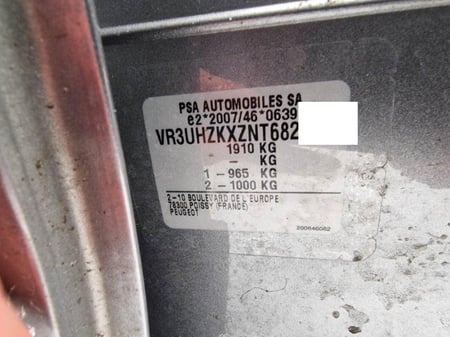 PSA AUTOMOBILES SA
e2*2007/46*0639
VR3UHZKXZNT682
- 1910 KG
- KG
1 - 965 KG
2 - 1000 KG
2-10 BOULEVARD DE L'EUROPE
78300 POISSY (FRANCE)
PEUGEOT